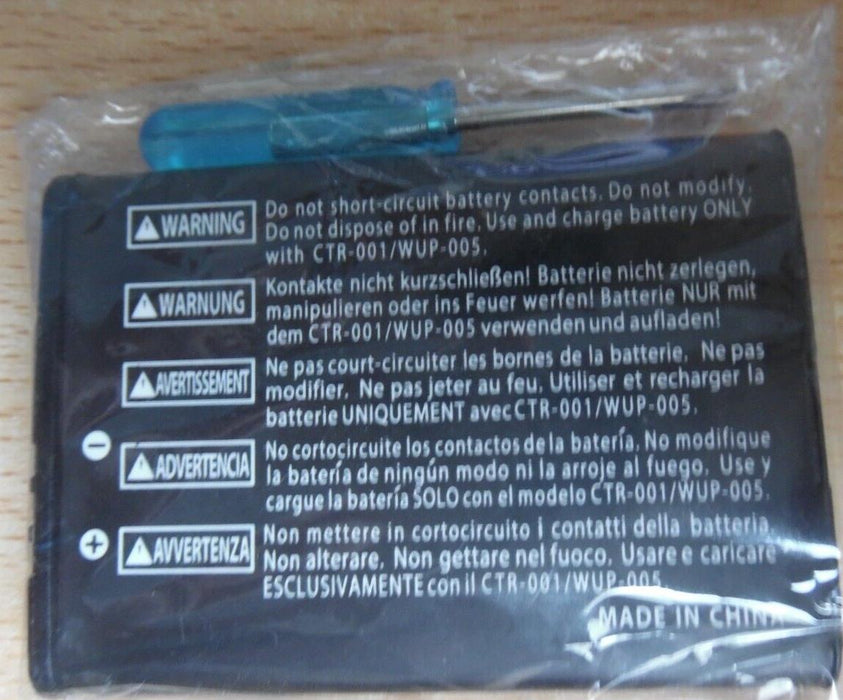 WARNING
Do not short-circuit battery contacts. Do not modify.
Do not dispose of in fire. Use and charge battery ONLY
with CTR-001/WUP-005.
WARNUNG
Kontakte nicht kurzschließen! Batterie nicht zerlegen,
manipulieren oder ins Feuer werfen! Batterie NUR mit
dem CTR-001/WUP-005 verwenden und aufladen!
AVERTISSEMENT
Ne pas court-circuiter les bornes de la batterie. Ne pas
modifier. Ne pas jeter au feu. Utiliser et recharger la
batterie UNIQUEMENT avec CTR-001/WUP-005.
ADVERTENCIA
No cortocircuite los contactos de la batería. No modifique
la batería de ningún modo ni la arroje al fuego. Use y
cargue la batería SOLO con el modelo CTR-001/WUP-005.
AVVERTENZA
Non mettere in cortocircuito i contatti della batteria.
Non alterare. Non gettare nel fuoco. Usare e caricare
ESCLUSIVAMENTE con il CTR-001/WUP-005.
MADE IN CHINA